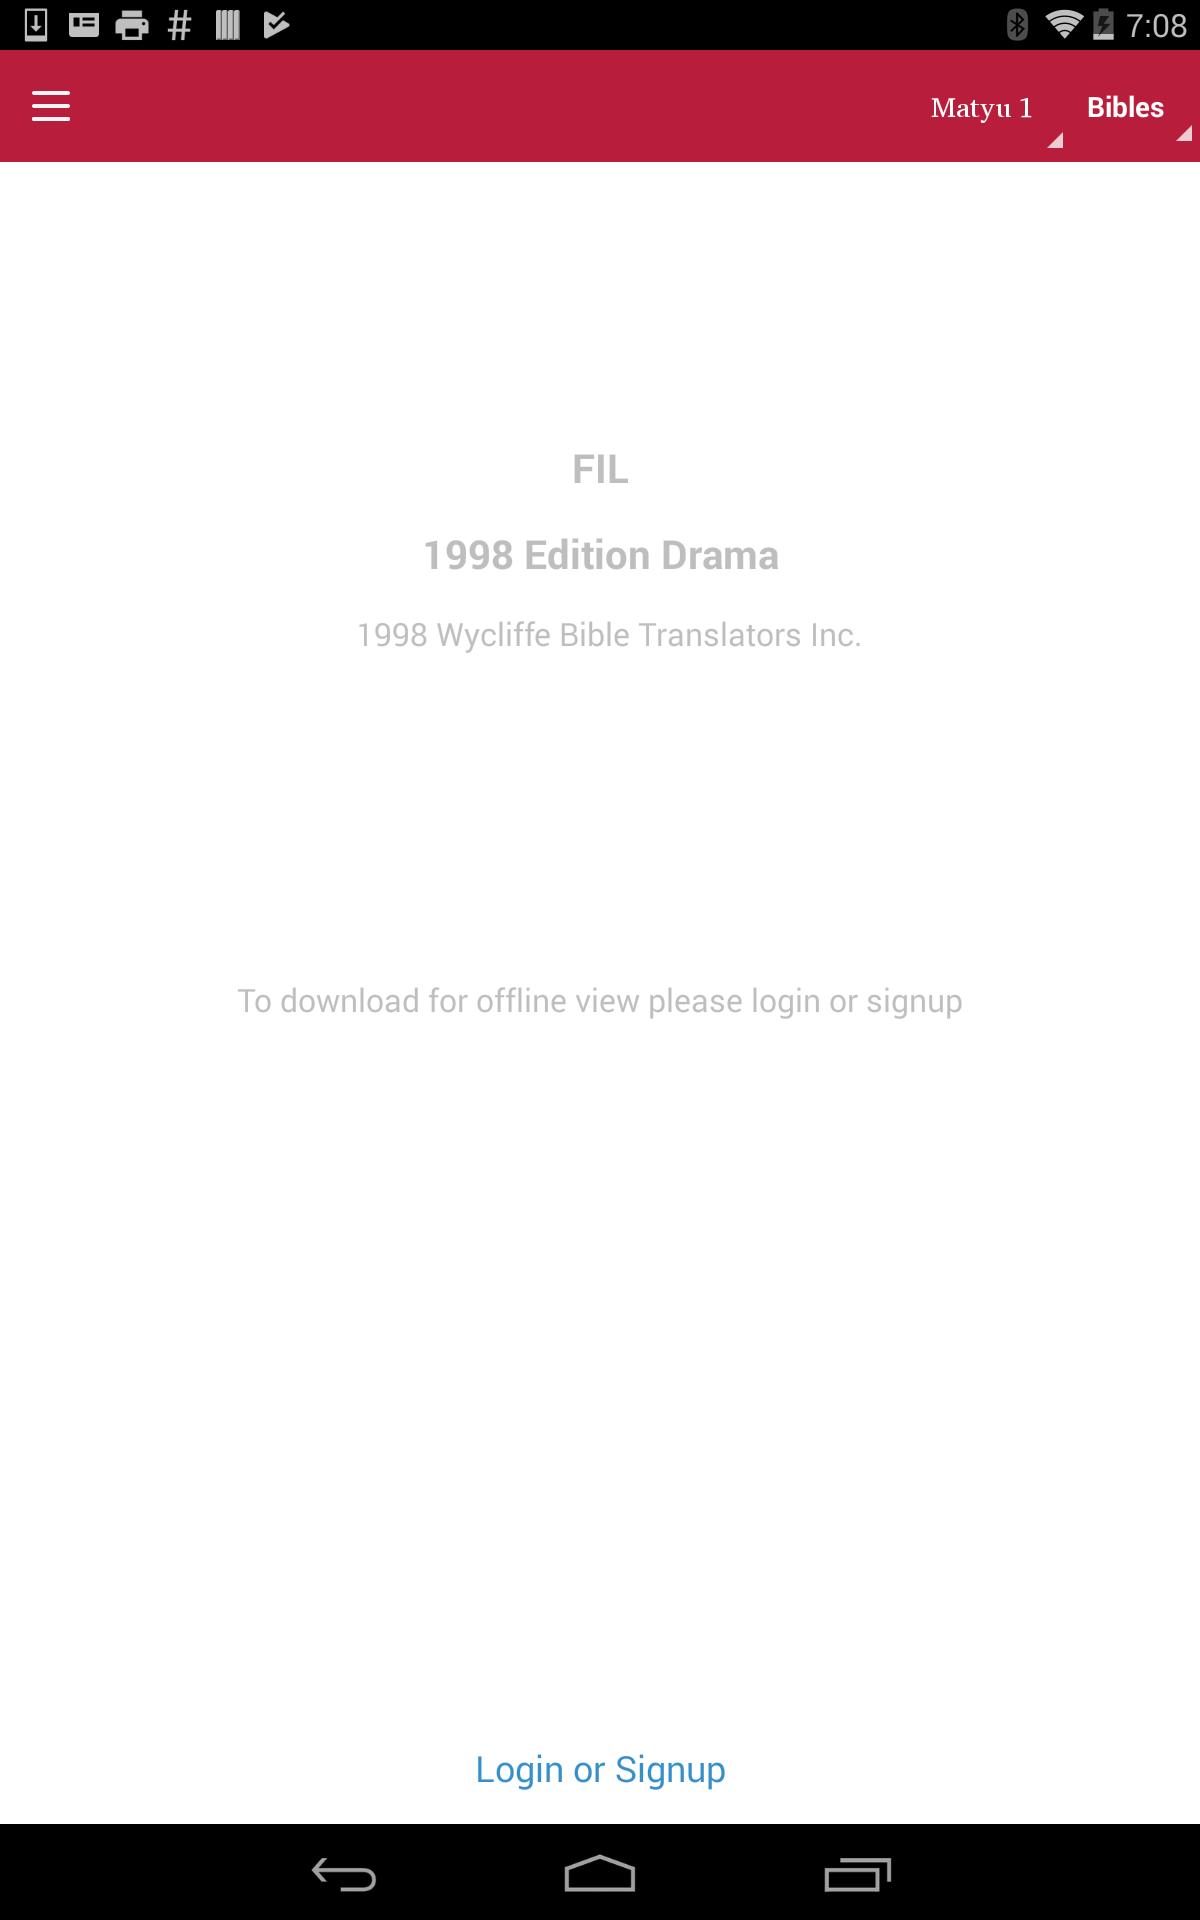 7:08
Matyu 1
Bibles
FIL
1998 Edition Drama
1998 Wycliffe Bible Translators Inc.
To download for offline view please login or signup
Login or Signup